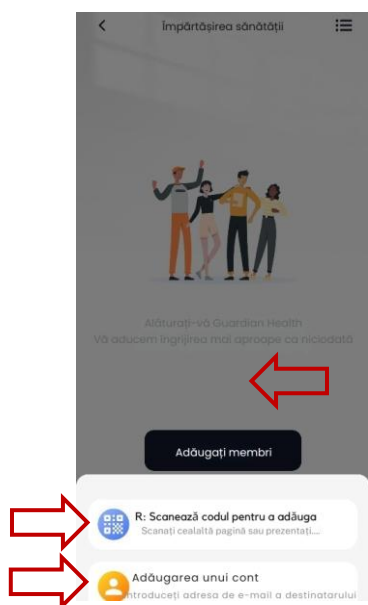 Împărtășirea sănătății
Alăturați-vă Guardian Health
Vă aducem îngrijirea mai aproape ca niciodată
Adăugați membri
R: Scanează codul pentru a adăuga
Scanați cealaltă pagină sau prezentați....
Adăugarea unui cont
Introduceți adresa de e-mail a destinatarului